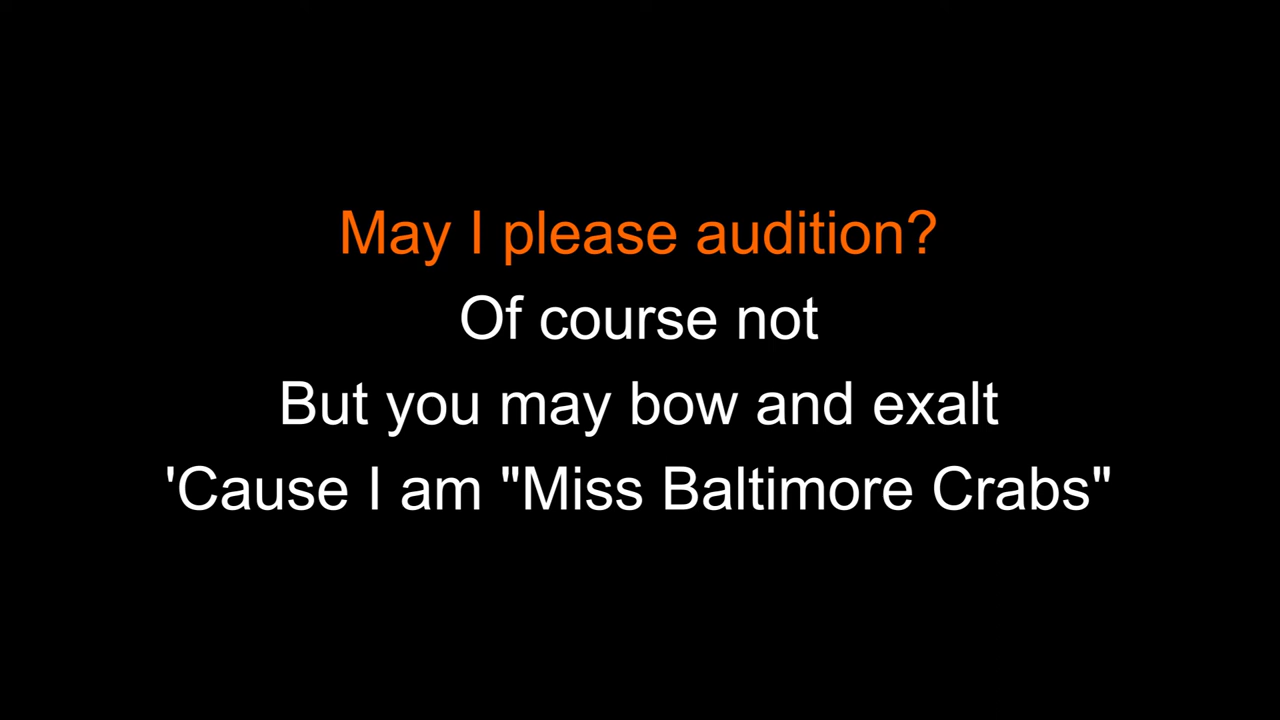 May I please audition?
Of course not
But you may bow and exalt
'Cause I am "Miss Baltimore Crabs"